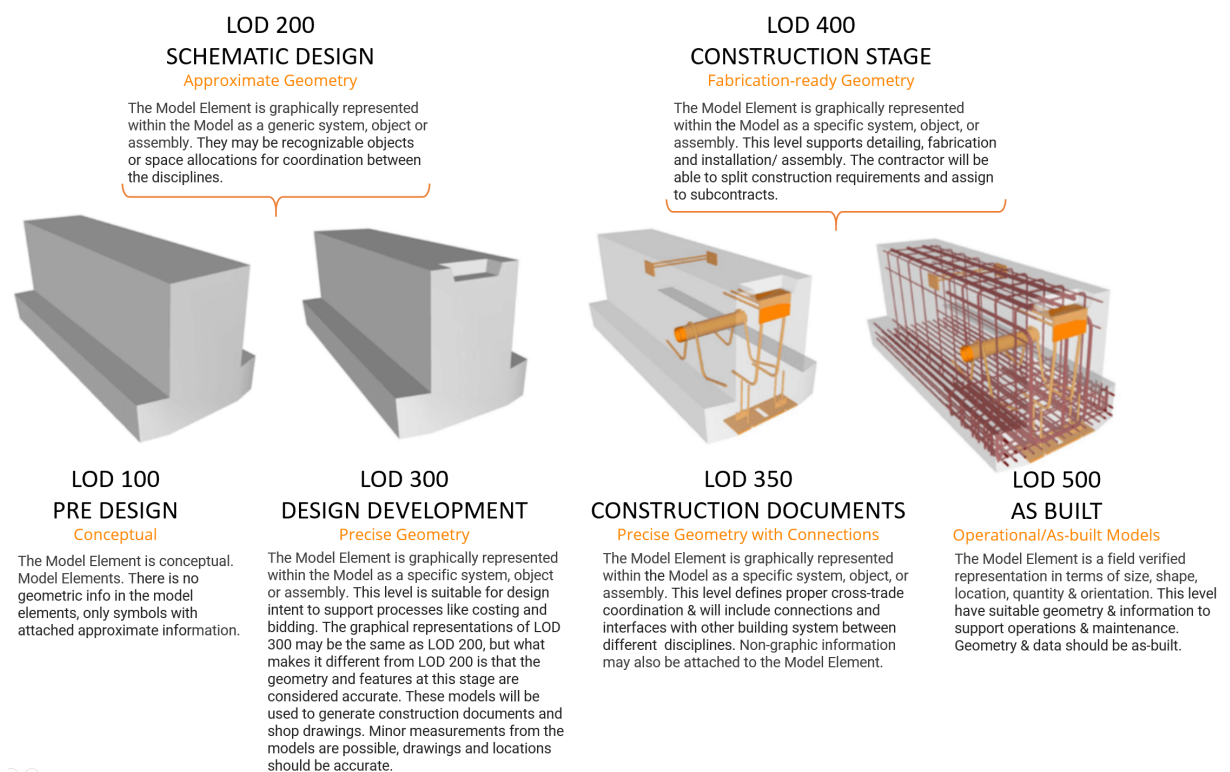 LOD 200
SCHEMATIC DESIGN
Approximate Geometry
The Model Element is graphically represented
within the Model as a generic system, object or
assembly. They may be recognizable objects
or space allocations for coordination between
the disciplines.
LOD 400
CONSTRUCTION STAGE
Fabrication-ready Geometry
The Model Element is graphically represented
within the Model as a specific system, object, or
assembly. This level supports detailing, fabrication
and installation/ assembly. The contractor will be
able to split construction requirements and assign
to subcontracts.
LOD 100
PRE DESIGN
Conceptual
The Model Element is conceptual.
Model Elements. There is no
geometric info in the model
elements, only symbols with
attached approximate information.
LOD 300
DESIGN DEVELOPMENT
Precise Geometry
The Model Element is graphically represented
within the Model as a specific system, object
or assembly. This level is suitable for design
intent to support processes like costing and
bidding. The graphical representations of LOD
300 may be the same as LOD 200, but what
makes it different from LOD 200 is that the
geometry and features at this stage are
considered accurate. These models will be
used to generate construction documents and
shop drawings. Minor measurements from the
models are possible, drawings and locations
should be accurate.
LOD 350
CONSTRUCTION DOCUMENTS
Precise Geometry with Connections
The Model Element is graphically represented
within the Model as a specific system, object, or
assembly. This level defines proper cross-trade
coordination & will include connections and
interfaces with other building system between
different disciplines. Non-graphic information
may also be attached to the Model Element.
LOD 500
AS BUILT
Operational/As-built Models
The Model Element is a field verified
representation in terms of size, shape,
location, quantity & orientation. This level
have suitable geometry & information to
support operations & maintenance.
Geometry & data should be as-built.